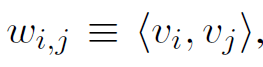 w_{i,j} ≡ ⟨v_i, v_j⟩,